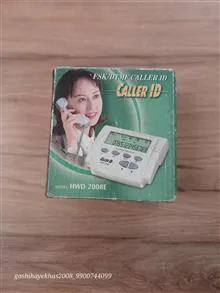 FSK/DTMF CALLER ID
CALLER ID
MODEL: HWD-2008E
goshihayekhas2008_9900744099